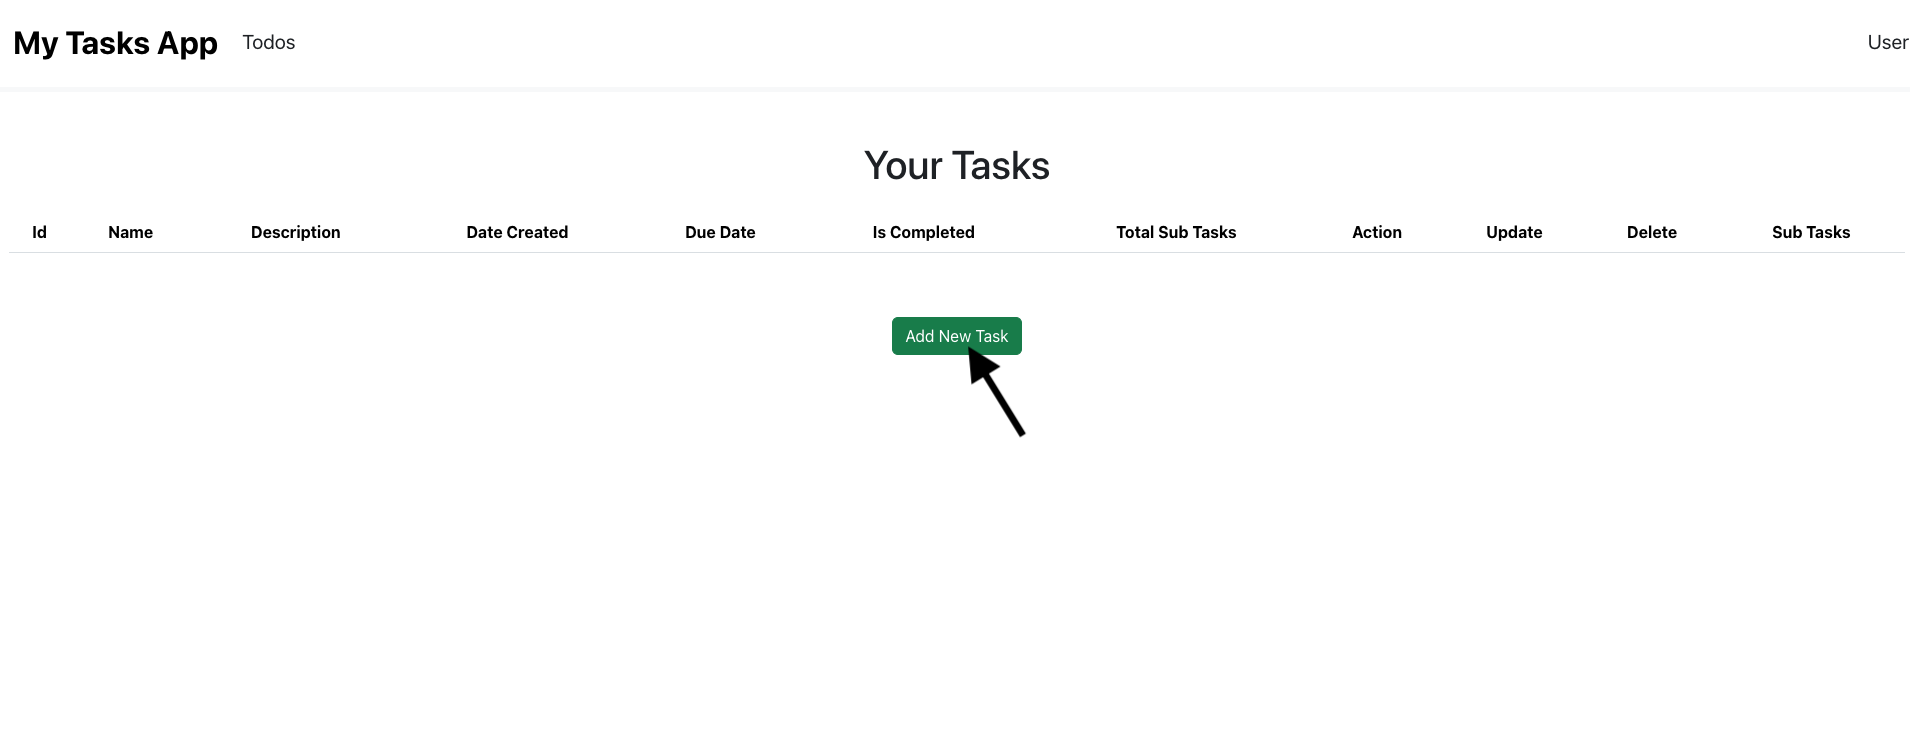 My Tasks App Todos User
Your Tasks
Id Name Description Date Created Due Date Is Completed Total Sub Tasks Action Update Delete Sub Tasks
Add New Task